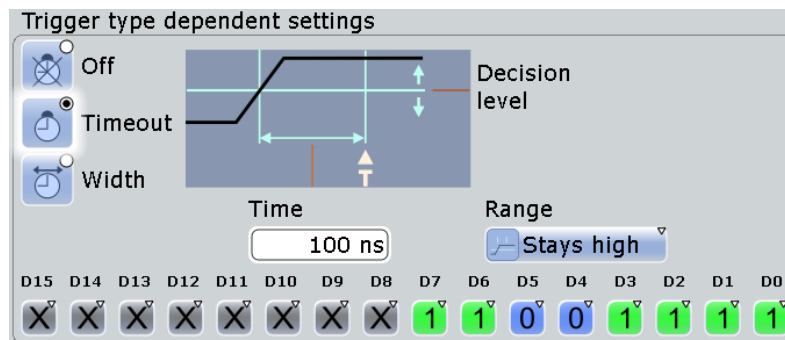 Trigger type dependent settings
Off
Timeout
Width
Decision
level
T
Time
Range
100 ns
Stays high
D15 D14 D13 D12 D11 D10 D9 D8 D7 D6 D5 D4 D3 D2 D1 D0
X X X X X X X X 1 1 0 0 1 1 1 1